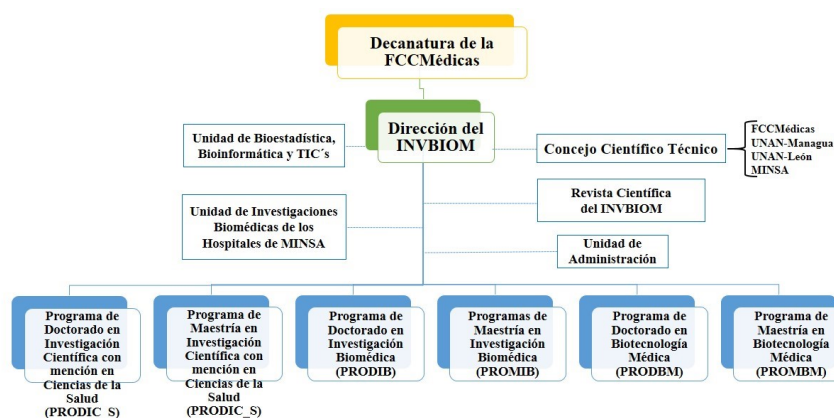 Decanatura de la
FCCMédicas
Dirección del
INVBIOM
Unidad de Bioestadística,
Bioinformática y TIC´s
Concejo Científico Técnico
FCCMédicas
UNAN-Managua
UNAN-León
MINSA
Unidad de Investigaciones
Biomédicas de los
Hospitales de MINSA
Revista Científica
del INVBIOM
Unidad de
Administración
Programa de
Doctorado en
Investigación
Científica con
mención en
Ciencias de la
Salud
(PRODIC_S)
Programa de
Maestría en
Investigación
Científica con
mención en
Ciencias de la
Salud
(PRODIC_S)
Programa de
Doctorado en
Investigación
Biomédica
(PRODIB)
Programas de
Maestría en
Investigación
Biomédica
(PROMIB)
Programa de
Doctorado en
Biotecnología
Médica
(PRODBM)
Programa de
Maestría en
Biotecnología
Médica
(PROMBM)